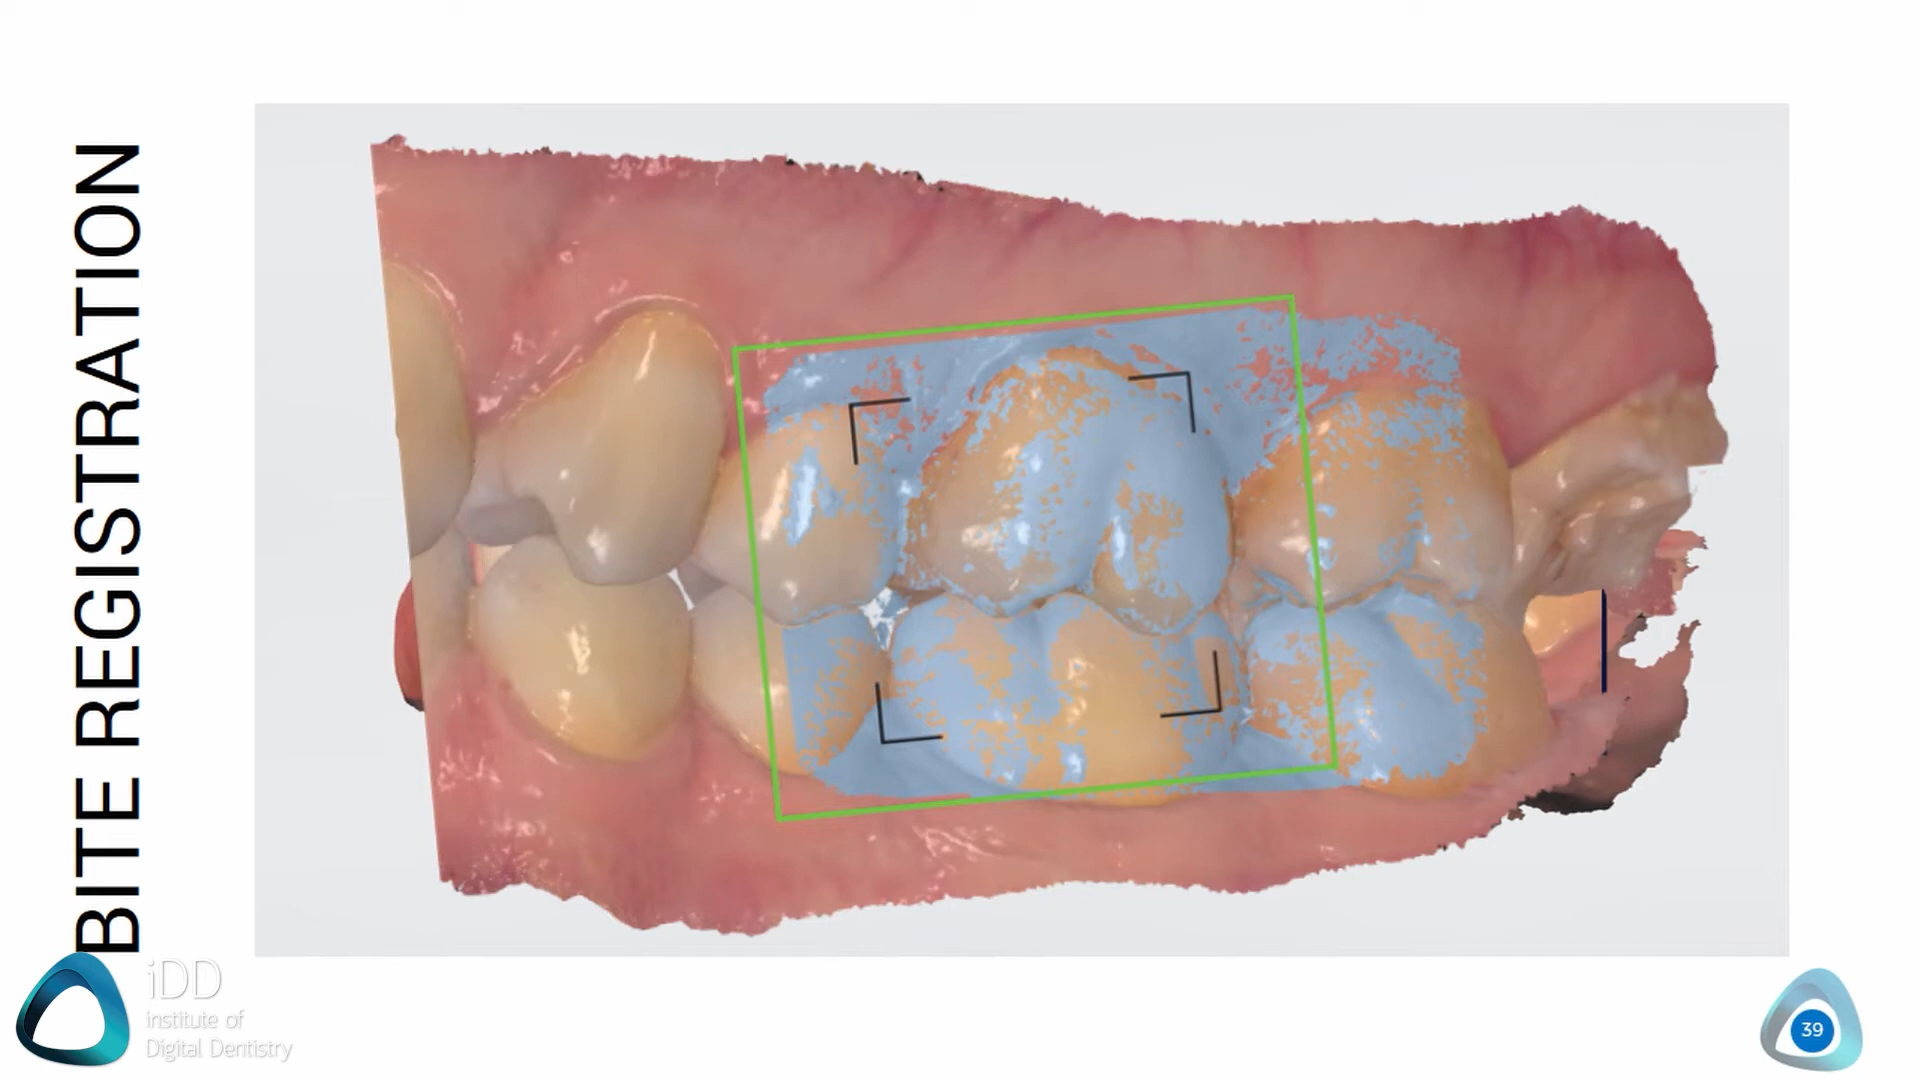 BITE REGISTRATION
iDD
institute of
Digital Dentistry
39